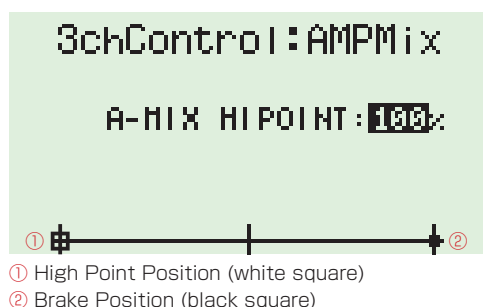 3chControl:AMPMix
A-MIX HIPOINT:100%
① ②
① High Point Position (white square)
② Brake Position (black square)